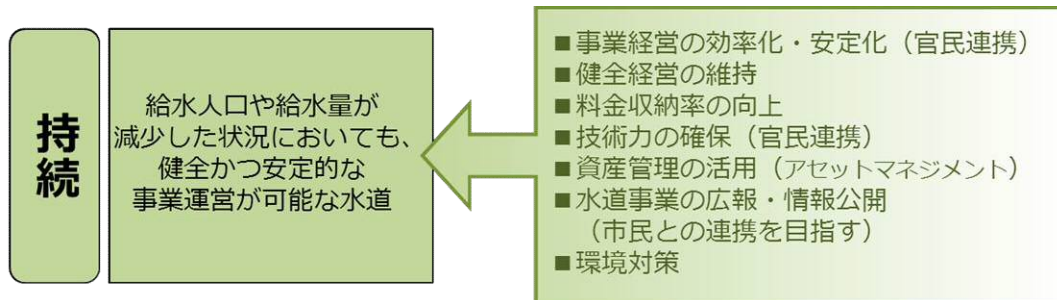 持続
給水人口や給水量が
減少した状況においても、
健全かつ安定的な
事業運営が可能な水道
■事業経営の効率化・安定化（官民連携）
■健全経営の維持
■料金収納率の向上
■技術力の確保（官民連携）
■資産管理の活用（アセットマネジメント）
■水道事業の広報・情報公開
（市民との連携を目指す）
■環境対策